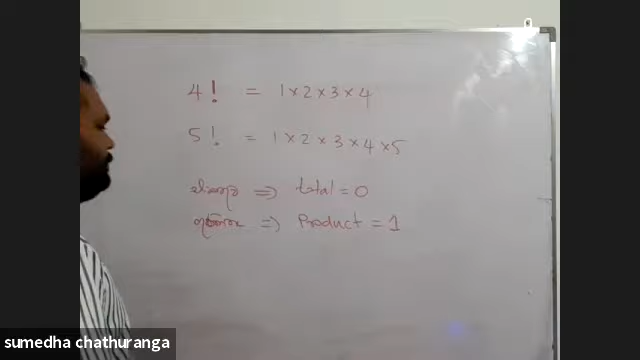 4! = 1 × 2 × 3 × 4
5! = 1 × 2 × 3 × 4 × 5
⇒ total = 0
⇒ Product = 1
sumedha chathuranga